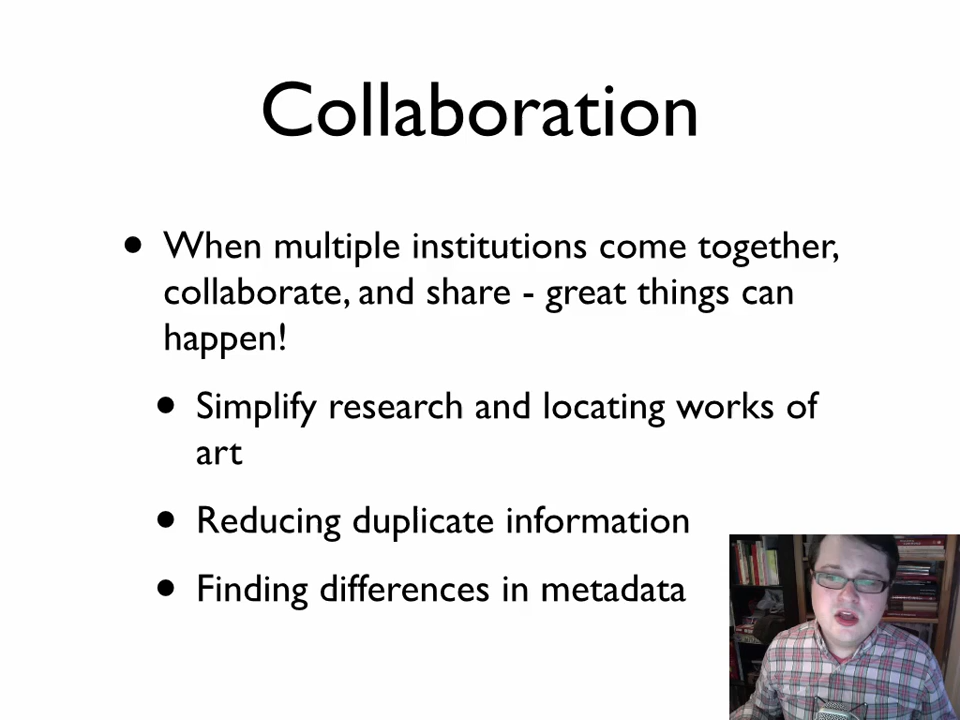 Collaboration
• When multiple institutions come together,
collaborate, and share - great things can
happen!
• Simplify research and locating works of
art
• Reducing duplicate information
• Finding differences in metadata